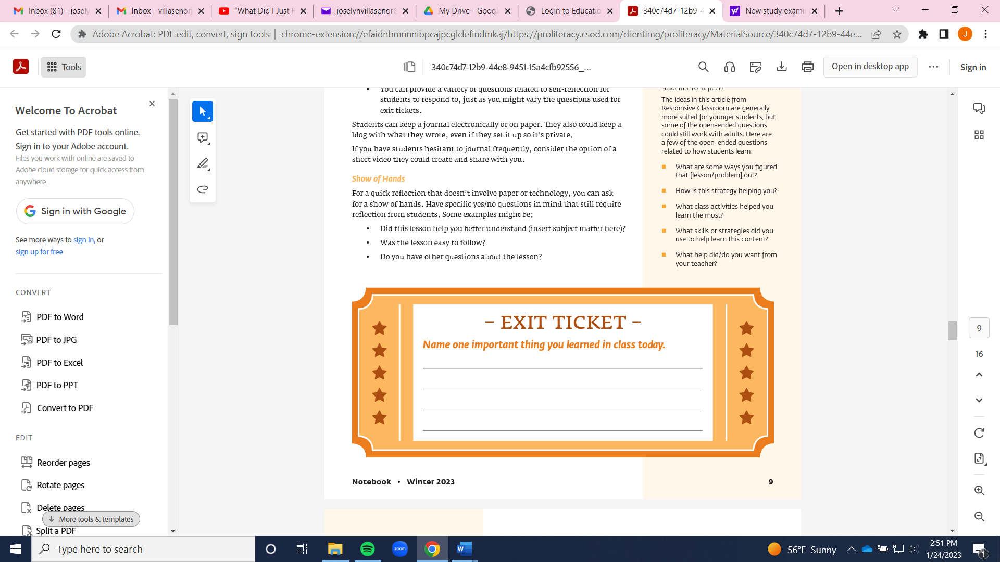 Inbox (81) - josely
Inbox - villasenorj
“What Did I Just R
joselynvillasenor@
My Drive - Google
Login to Educatio
340c74d7-12b9-4
New study exami
Adobe Acrobat: PDF edit, convert, sign tools | chrome-extension://efaidnbmnnnibpcajpcglclefindmkaj/https://proliteracy.csod.com/clientimg/proliteracy/MaterialSource/340c74d7-12b9-44e...
J
Tools
340c74d7-12b9-44e8-9451-15a4cfb92556_...
Open in desktop app
Sign in
Welcome To Acrobat
Get started with PDF tools online.
Sign in to your Adobe account.
Files you work with online are saved to
Adobe cloud storage for quick access from
anywhere.
Sign in with Google
See more ways to sign in, or
sign up for free
CONVERT
PDF to Word
PDF to JPG
PDF to Excel
PDF to PPT
Convert to PDF
EDIT
Reorder pages
Rotate pages
Delete pages
More tools & templates
Split a PDF
• You can provide a variety of questions related to self-reflection for
students to respond to, just as you might vary the questions used for
exit tickets.
Students can keep a journal electronically or on paper. They also could keep a
blog with what they wrote, even if they set it up so it’s private.
If you have students hesitant to journal frequently, consider the option of a
short video they could create and share with you.
Show of Hands
For a quick reflection that doesn’t involve paper or technology, you can ask
for a show of hands. Have specific yes/no questions in mind that still require
reflection from students. Some examples might be:
• Did this lesson help you better understand (insert subject matter here)?
• Was the lesson easy to follow?
• Do you have other questions about the lesson?
students-to-reflect/
The ideas in this article from
Responsive Classroom are generally
more suited for younger students, but
some of the open-ended questions
could still work with adults. Here are
a few of the open-ended questions
related to how students learn:
What are some ways you figured
that [lesson/problem] out?
How is this strategy helping you?
What class activities helped you
learn the most?
What skills or strategies did you
use to help learn this content?
What help did/do you want from
your teacher?
– EXIT TICKET –
Name one important thing you learned in class today.
Notebook • Winter 2023
9
9
16
Type here to search
zoom
W
56°F Sunny
2:51 PM
1/24/2023
1